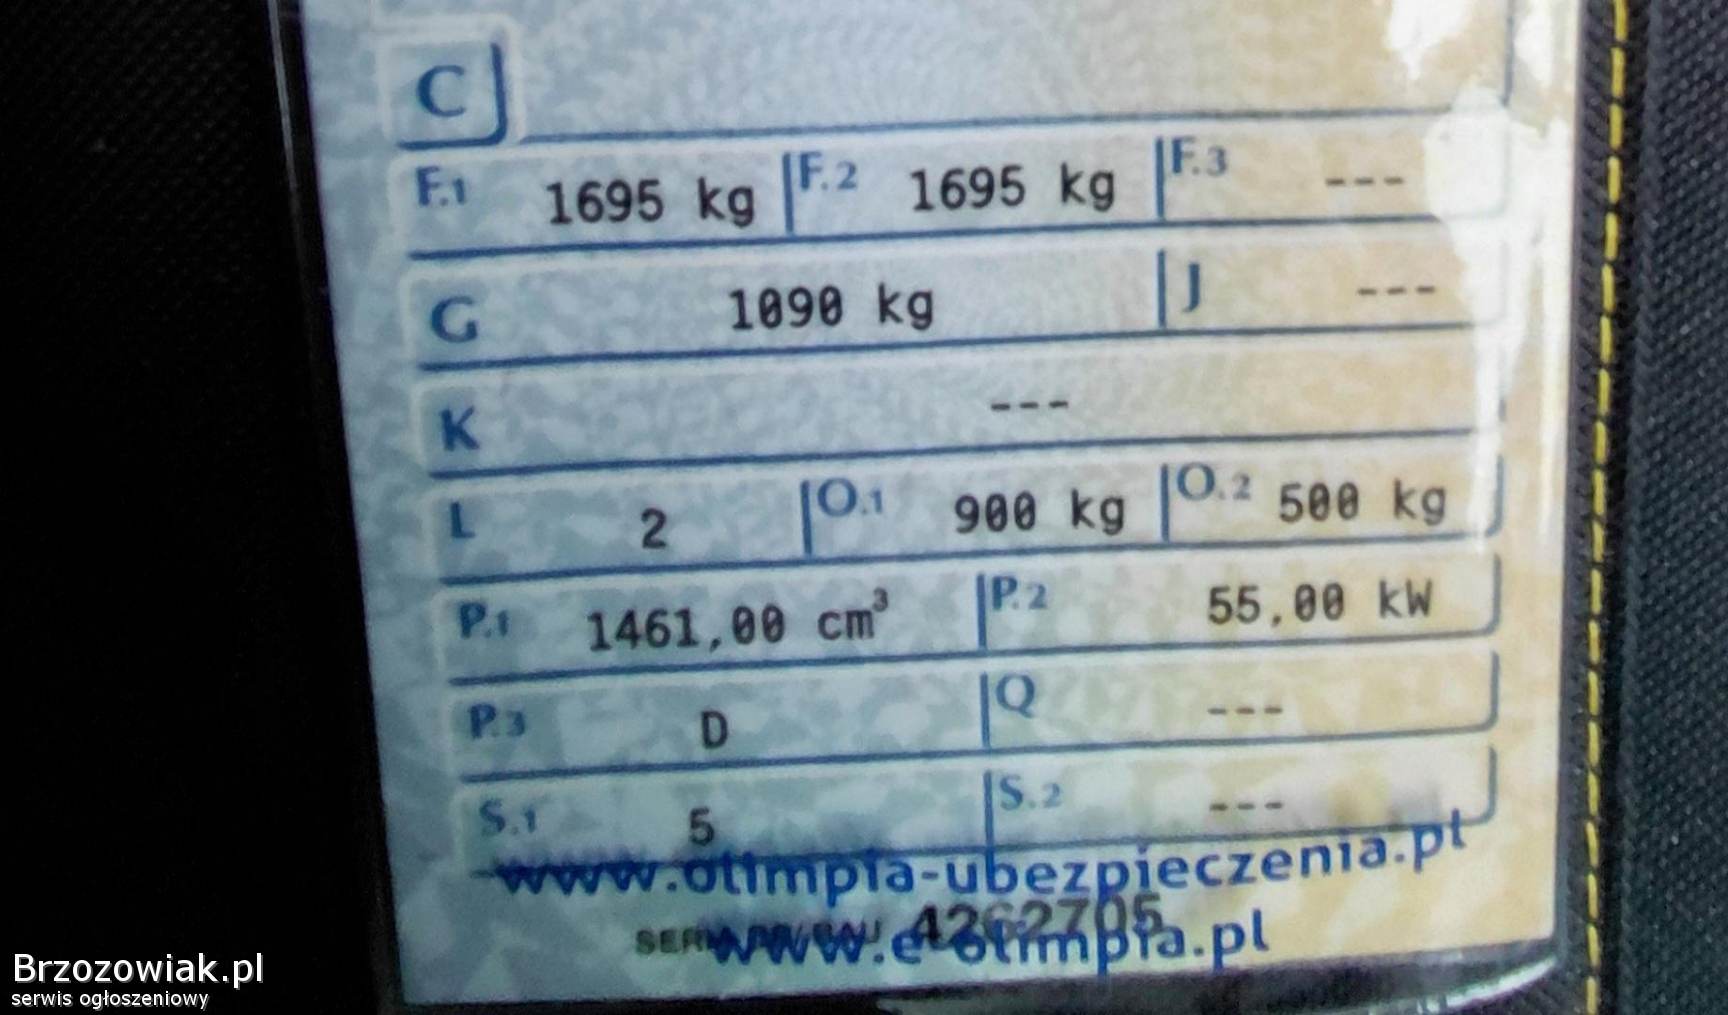 C
F.1 1695 kg F.2 1695 kg F.3 ---
G 1090 kg J ---
K ---
L 2 O.1 900 kg O.2 500 kg
P.1 1461,00 cm³ P.2 55,00 kW
P.3 D Q ---
S.1 5 S.2 ---
www.olimpia-ubezpieczenia.pl
4262705
www.e-olimpia.pl
Brzozowiak.pl
serwis ogłoszeniowy